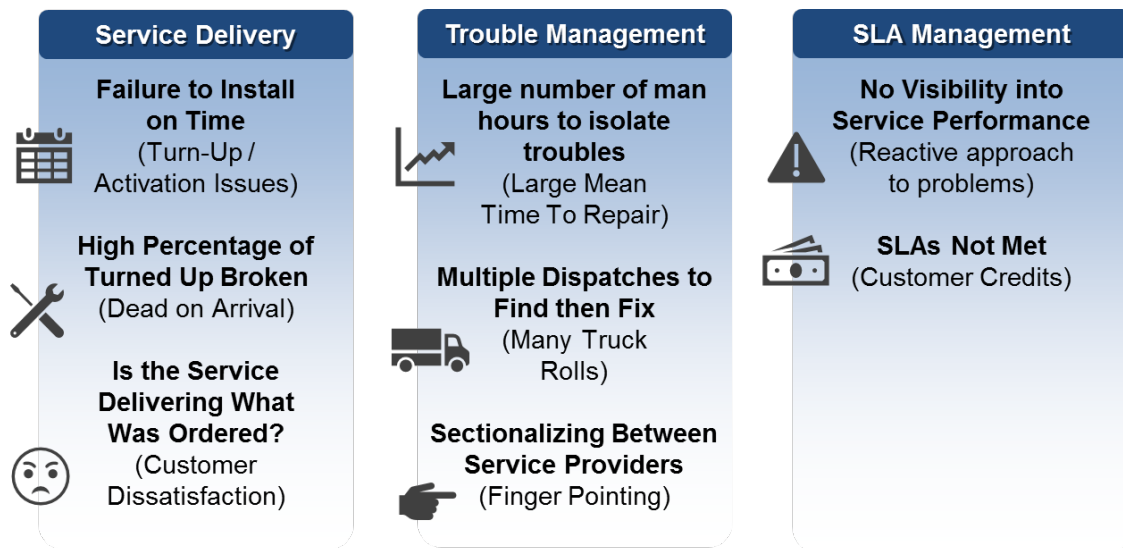 Service Delivery
Failure to Install
on Time
(Turn-Up /
Activation Issues)
High Percentage of
Turned Up Broken
(Dead on Arrival)
Is the Service
Delivering What
Was Ordered?
(Customer
Dissatisfaction)
Trouble Management
Large number of man
hours to isolate
troubles
(Large Mean
Time To Repair)
Multiple Dispatches to
Find then Fix
(Many Truck
Rolls)
Sectionalizing Between
Service Providers
(Finger Pointing)
SLA Management
No Visibility into
Service Performance
(Reactive approach
to problems)
SLAs Not Met
(Customer Credits)